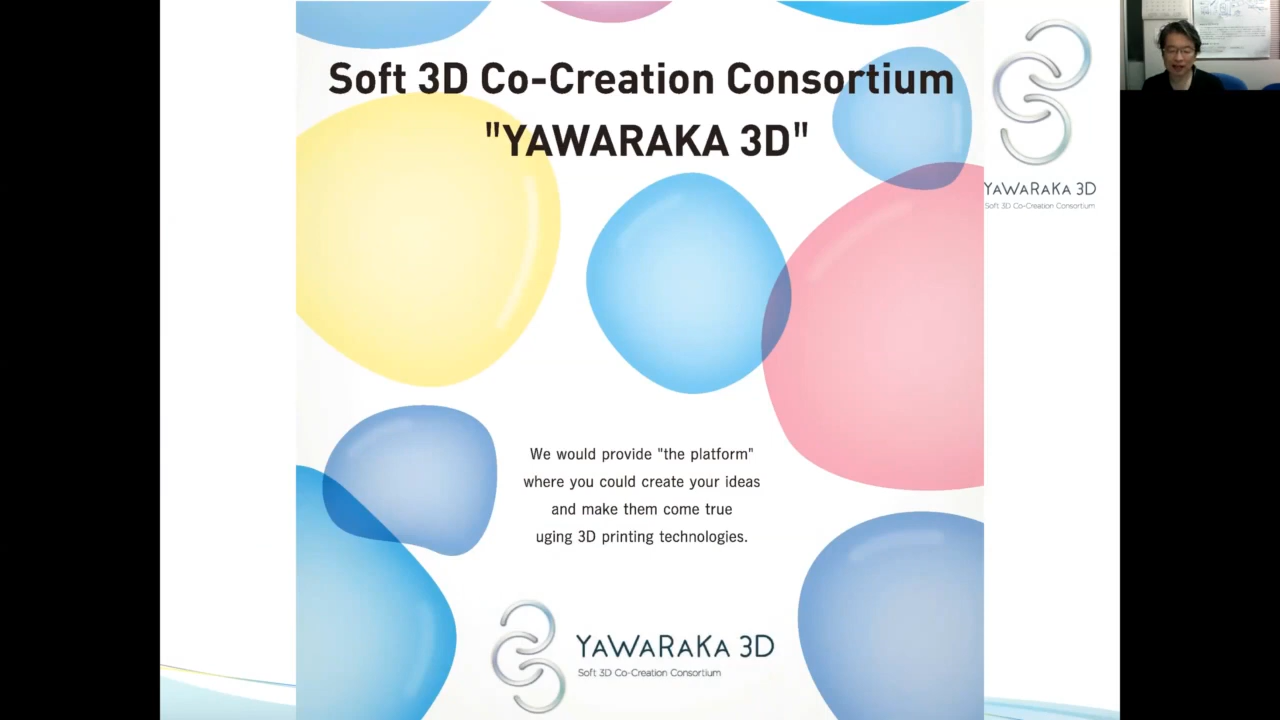 Soft 3D Co-Creation Consortium
"YAWARAKA 3D"
YAWARAKA 3D
Soft 3D Co-Creation Consortium
We would provide "the platform"
where you could create your ideas
and make them come true
uging 3D printing technologies.
YAWARAKA 3D
Soft 3D Co-Creation Consortium